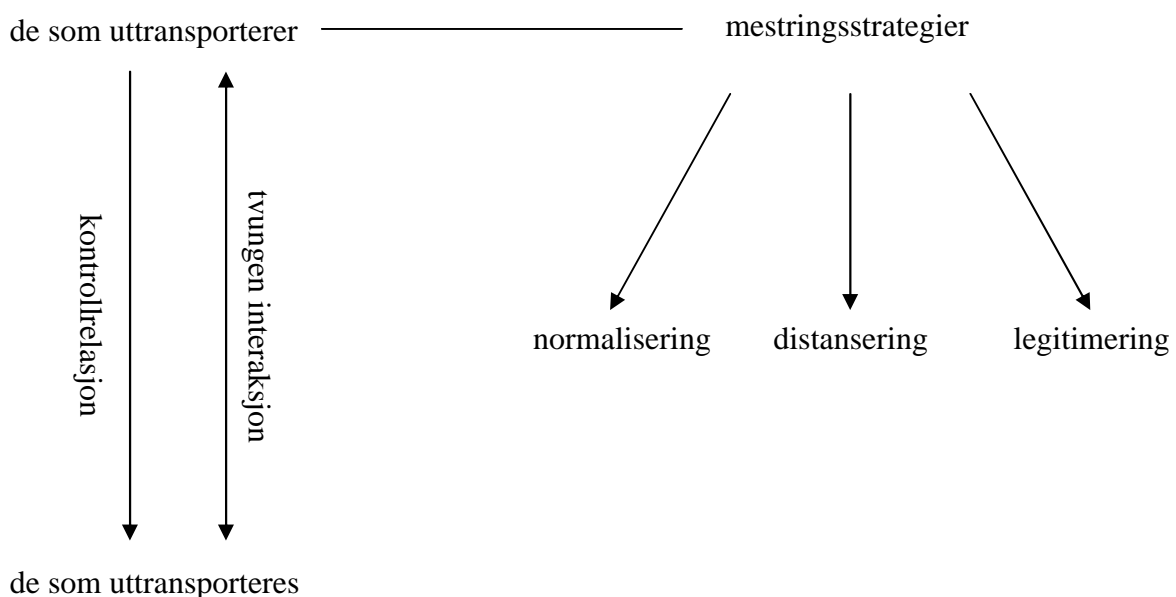 de som uttransporterer
mestringsstrategier
kontrollrelasjon
tvungen interaksjon
normalisering
distansering
legitimering
de som uttransporteres